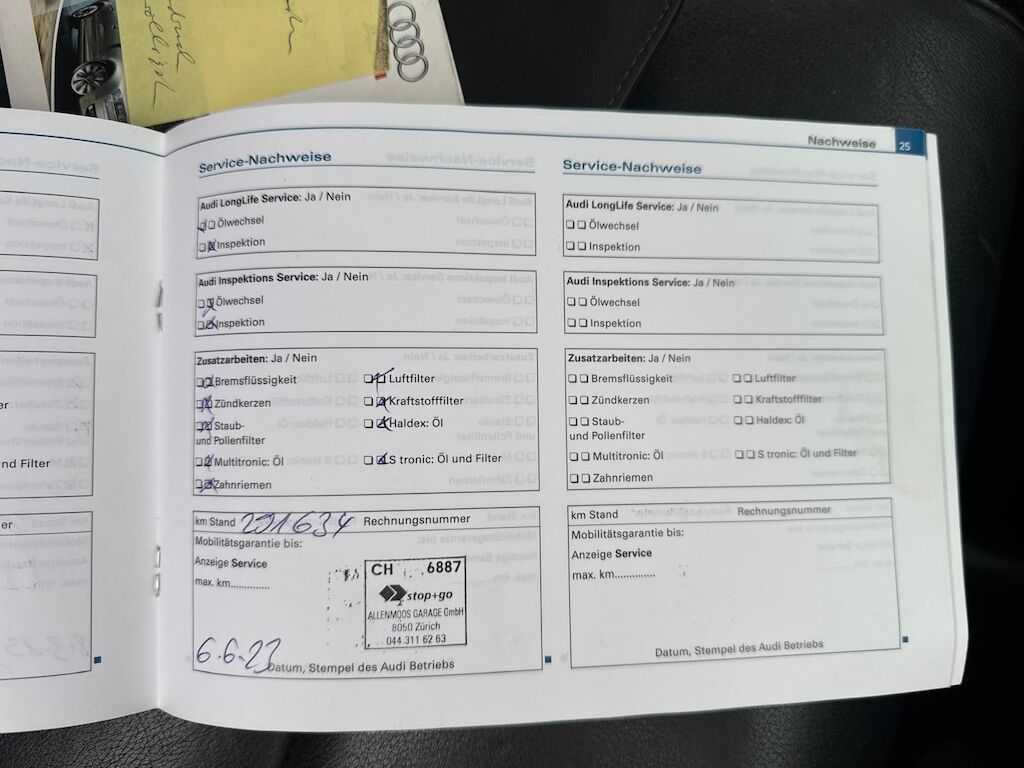 Nachweise 25
Service-Nachweise
Audi LongLife Service: Ja / Nein
Ölwechsel
Inspektion
Audi Inspektions Service: Ja / Nein
Ölwechsel
Inspektion
Zusatzarbeiten: Ja / Nein
Bremsflüssigkeit Luftfilter
Zündkerzen Kraftstofffilter
Staub- Haldex: Öl
und Pollenfilter
Multitronic: Öl S tronic: Öl und Filter
Zahnriemen
km Stand 291634 Rechnungsnummer
Mobilitätsgarantie bis:
Anzeige Service
max. km............
CH 6887
stop+go
ALLENMOOS GARAGE GmbH
8050 Zürich
044.311 62 63
6.6.23
Datum, Stempel des Audi Betriebs
Service-Nachweise
Audi LongLife Service: Ja / Nein
Ölwechsel
Inspektion
Audi Inspektions Service: Ja / Nein
Ölwechsel
Inspektion
Zusatzarbeiten: Ja / Nein
Bremsflüssigkeit Luftfilter
Zündkerzen Kraftstofffilter
Staub- Haldex: Öl
und Pollenfilter
Multitronic: Öl S tronic: Öl und Filter
Zahnriemen
km Stand Rechnungsnummer
Mobilitätsgarantie bis:
Anzeige Service
max. km..............
Datum, Stempel des Audi Betriebs
er
nd Filter
er